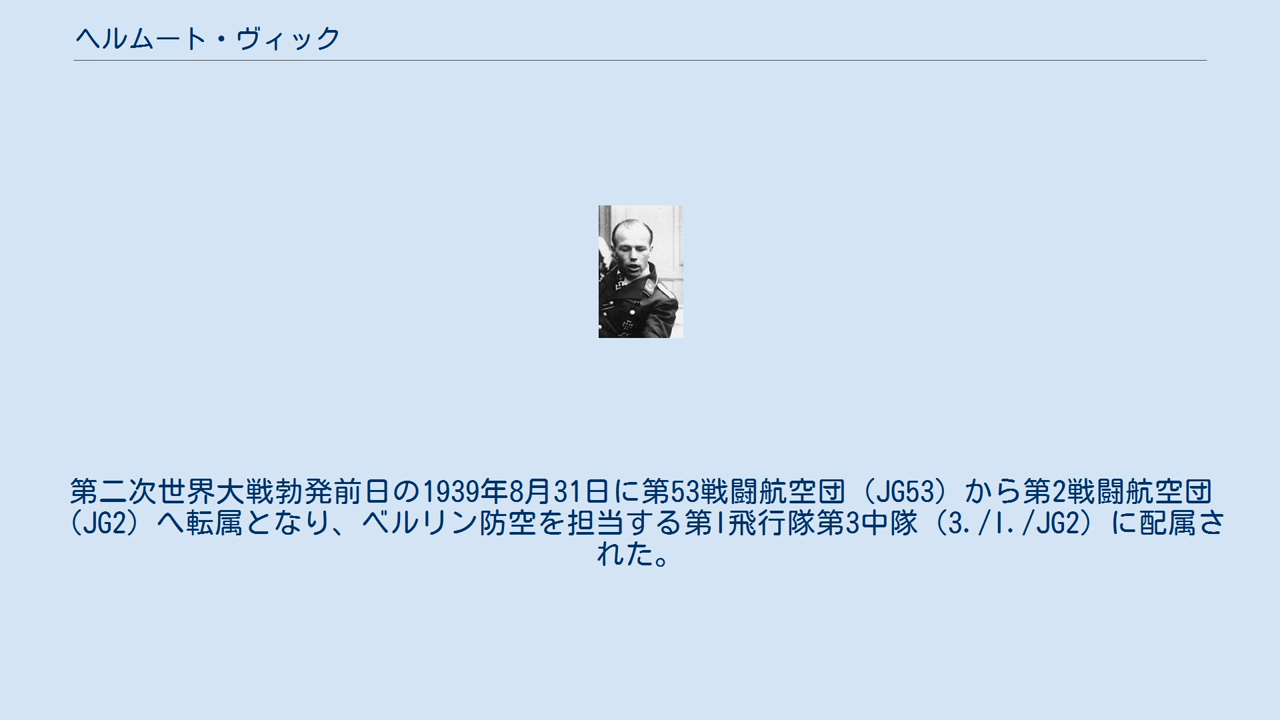 ヘルムート・ヴィック
第二次世界大戦勃発前日の1939年8月31日に第53戦闘航空団（JG53）から第2戦闘航空団
（JG2）へ転属となり、ベルリン防空を担当する第I飛行隊第3中隊（3./I./JG2）に配属さ
れた。